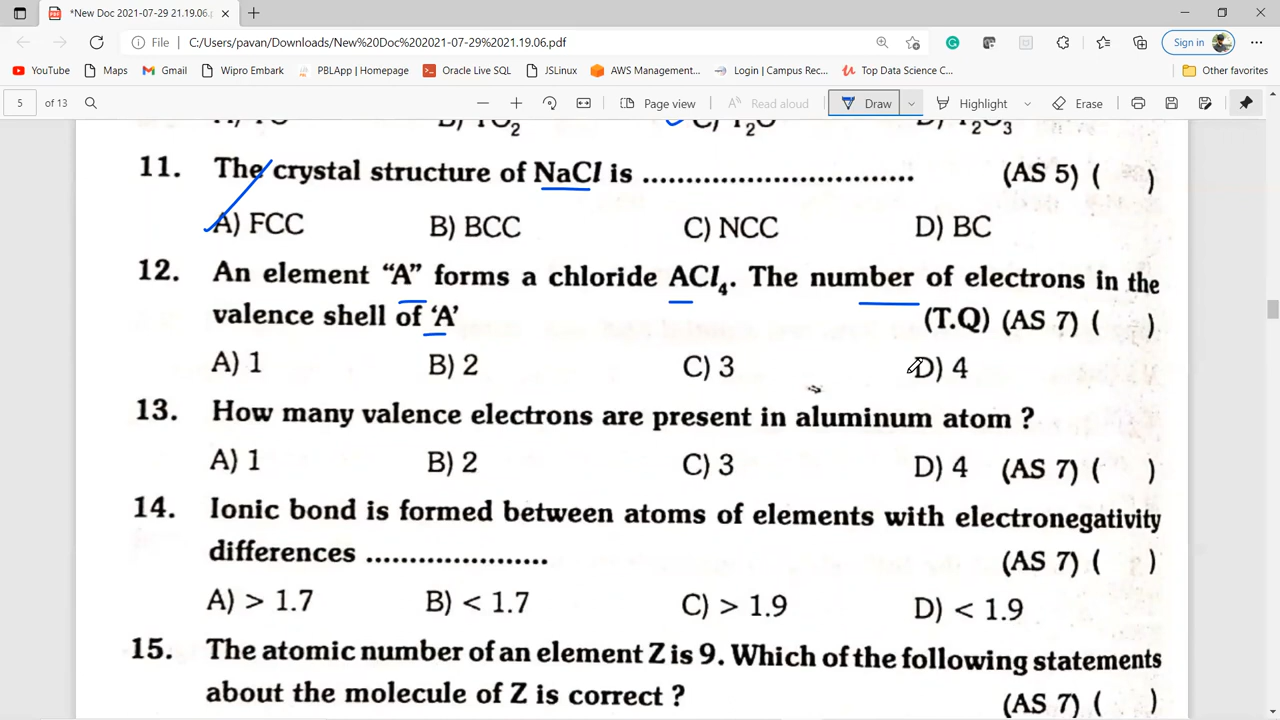 *New Doc 2021-07-29 21.19.06.p
File C:/Users/pavan/Downloads/New%20Doc%202021-07-29%2021.19.06.pdf Sign in
YouTube Maps Gmail Wipro Embark PBLApp | Homepage Oracle Live SQL JSLinux AWS Management... Login | Campus Rec... Top Data Science C... Other favorites
5 of 13 Page view Read aloud Draw Highlight Erase
11. The crystal structure of NaCl is .............................. (AS 5) ( )
A) FCC B) BCC C) NCC D) BC
12. An element “A” forms a chloride ACl₄. The number of electrons in the
valence shell of ‘A’ (T.Q) (AS 7) ( )
A) 1 B) 2 C) 3 D) 4
13. How many valence electrons are present in aluminum atom ?
A) 1 B) 2 C) 3 D) 4 (AS 7) ( )
14. Ionic bond is formed between atoms of elements with electronegativity
differences .................... (AS 7) ( )
A) > 1.7 B) < 1.7 C) > 1.9 D) < 1.9
15. The atomic number of an element Z is 9. Which of the following statements
about the molecule of Z is correct ? (AS 7) ( )